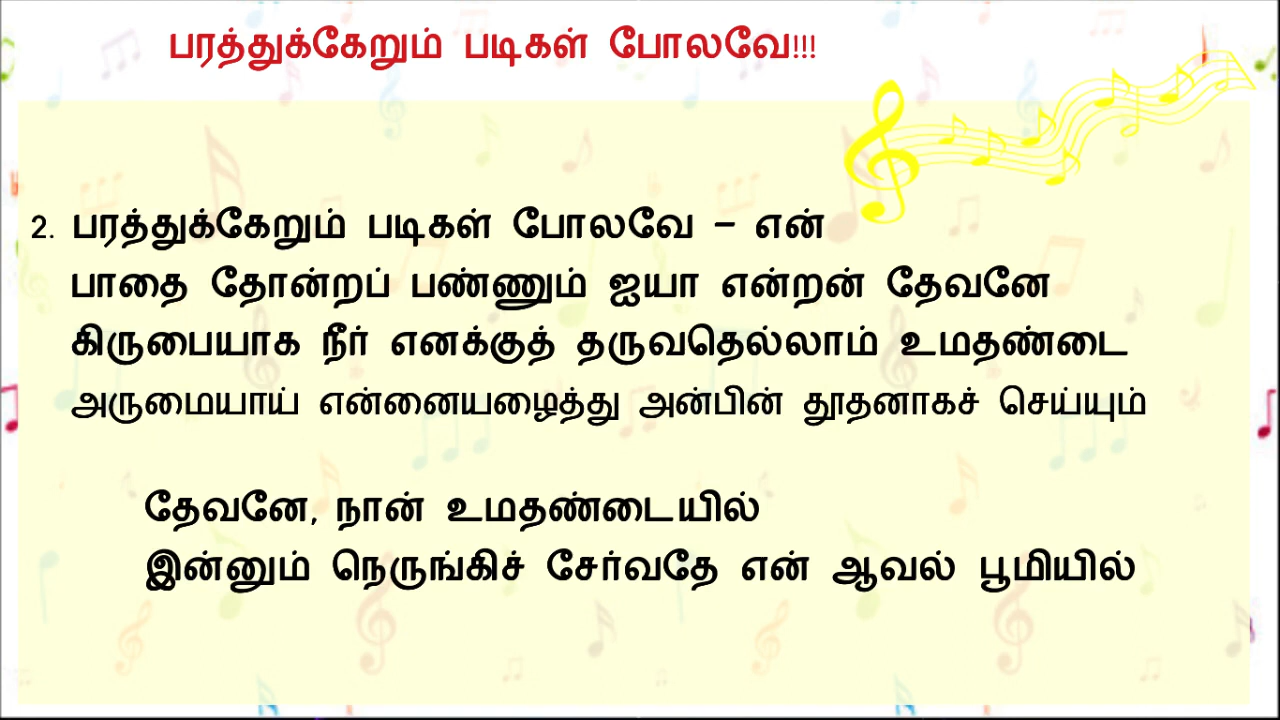 பரத்துக்கேறும் படிகள் போலவே!!!
2. பரத்துக்கேறும் படிகள் போலவே – என்
பாதை தோன்றப் பண்ணும் ஐயா என்றன் தேவனே
கிருபையாக நீர் எனக்குத் தருவதெல்லாம் உமதண்டை
அருமையாய் என்னையழைத்து அன்பின் தூதனாகச் செய்யும்
தேவனே, நான் உமதண்டையில்
இன்னும் நெருங்கிச் சேர்வதே என் ஆவல் பூமியில்